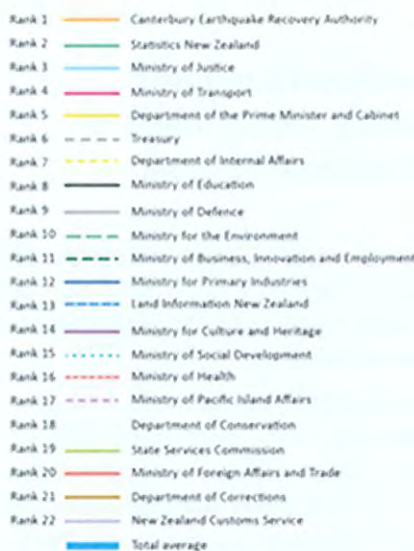 Rank 1 Canterbury Earthquake Recovery Authority
Rank 2 Statistics New Zealand
Rank 3 Ministry of Justice
Rank 4 Ministry of Transport
Rank 5 Department of the Prime Minister and Cabinet
Rank 6 Treasury
Rank 7 Department of Internal Affairs
Rank 8 Ministry of Education
Rank 9 Ministry of Defence
Rank 10 Ministry for the Environment
Rank 11 Ministry of Business, Innovation and Employment
Rank 12 Ministry for Primary Industries
Rank 13 Land Information New Zealand
Rank 14 Ministry for Culture and Heritage
Rank 15 Ministry of Social Development
Rank 16 Ministry of Health
Rank 17 Ministry of Pacific Island Affairs
Rank 18 Department of Conservation
Rank 19 State Services Commission
Rank 20 Ministry of Foreign Affairs and Trade
Rank 21 Department of Corrections
Rank 22 New Zealand Customs Service
Total average